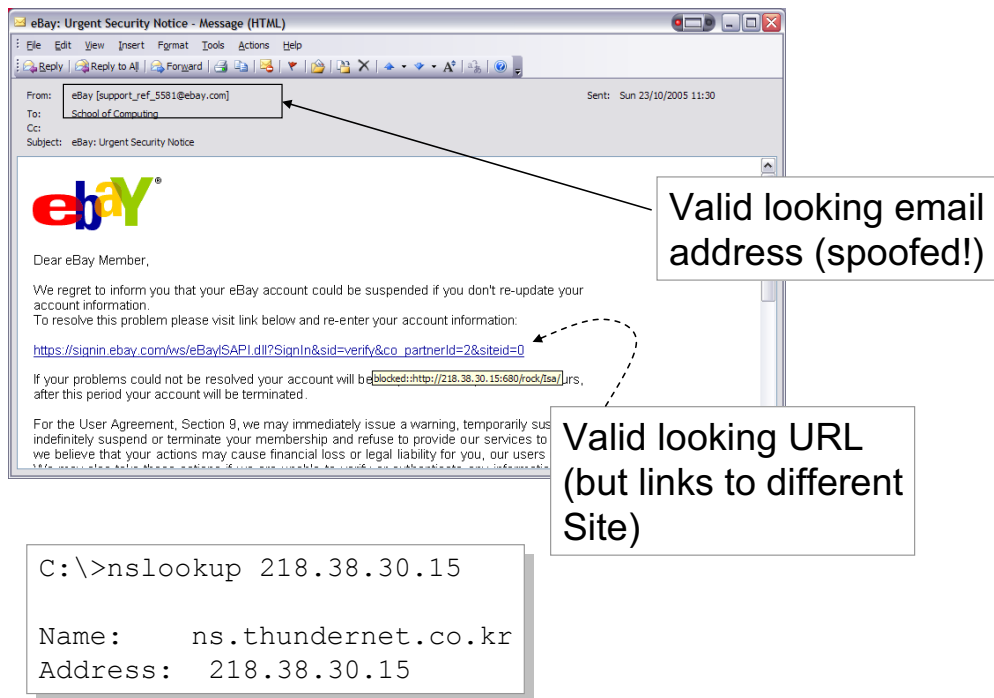 eBay: Urgent Security Notice - Message (HTML)
File Edit View Insert Format Tools Actions Help
Reply Reply to All Forward
From: eBay [support_ref_5581@ebay.com] Sent: Sun 23/10/2005 11:30
To: School of Computing
Cc:
Subject: eBay: Urgent Security Notice
ebaY®
Dear eBay Member,
We regret to inform you that your eBay account could be suspended if you don't re-update your
account information.
To resolve this problem please visit link below and re-enter your account information:
https://signin.ebay.com/ws/eBayISAPI.dll?SignIn&sid=verify&co_partnerId=2&siteid=0
If your problems could not be resolved your account will be
blocked::http://218.38.30.15:680/rock/Isa/
urs,
after this period your account will be terminated.
For the User Agreement, Section 9, we may immediately issue a warning, temporarily sus
indefinitely suspend or terminate your membership and refuse to provide our services to
we believe that your actions may cause financial loss or legal liability for you, our users
Valid looking email
address (spoofed!)
Valid looking URL
(but links to different
Site)
C:\>nslookup 218.38.30.15
Name: ns.thundernet.co.kr
Address: 218.38.30.15